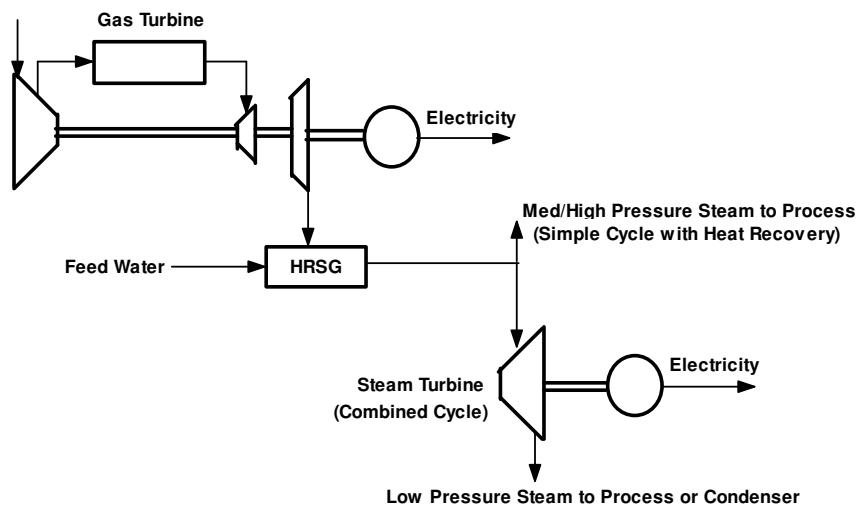 Gas Turbine
Electricity
Med/High Pressure Steam to Process
(Simple Cycle with Heat Recovery)
Feed Water
HRSG
Electricity
Steam Turbine
(Combined Cycle)
Low Pressure Steam to Process or Condenser